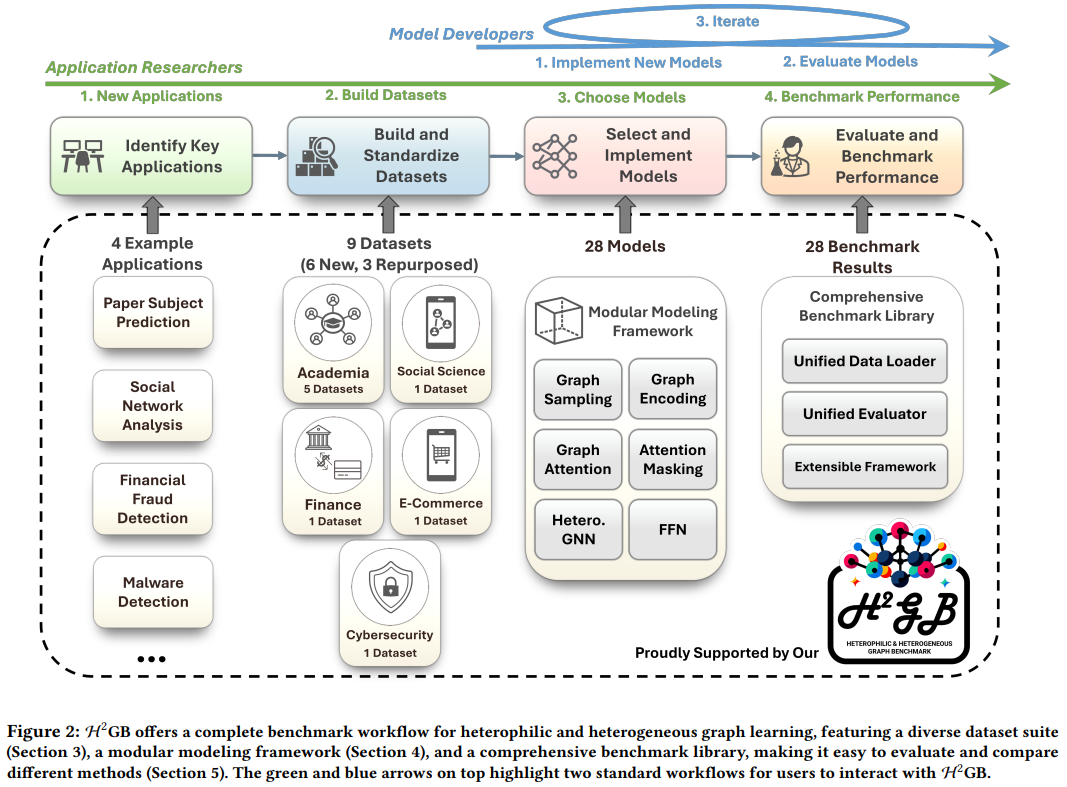 3. Iterate
Model Developers
1. Implement New Models
2. Evaluate Models
Application Researchers
1. New Applications
2. Build Datasets
3. Choose Models
4. Benchmark Performance
Identify Key
Applications
Build and
Standardize
Datasets
Select and
Implement
Models
Evaluate and
Benchmark
Performance
4 Example
Applications
Paper Subject
Prediction
Social
Network
Analysis
Financial
Fraud
Detection
Malware
Detection
...
9 Datasets
(6 New, 3 Repurposed)
Academia
5 Datasets
Social Science
1 Dataset
Finance
1 Dataset
E-Commerce
1 Dataset
Cybersecurity
1 Dataset
28 Models
Modular Modeling
Framework
Graph
Sampling
Graph
Encoding
Graph
Attention
Attention
Masking
Hetero.
GNN
FFN
28 Benchmark
Results
Comprehensive
Benchmark Library
Unified Data Loader
Unified Evaluator
Extensible Framework
Proudly Supported by Our
H²GB
HETEROPHILIC & HETEROGENEOUS
GRAPH BENCHMARK
Figure 2: ℋ²GB offers a complete benchmark workflow for heterophilic and heterogeneous graph learning, featuring a diverse dataset suite
(Section 3), a modular modeling framework (Section 4), and a comprehensive benchmark library, making it easy to evaluate and compare
different methods (Section 5). The green and blue arrows on top highlight two standard workflows for users to interact with ℋ²GB.